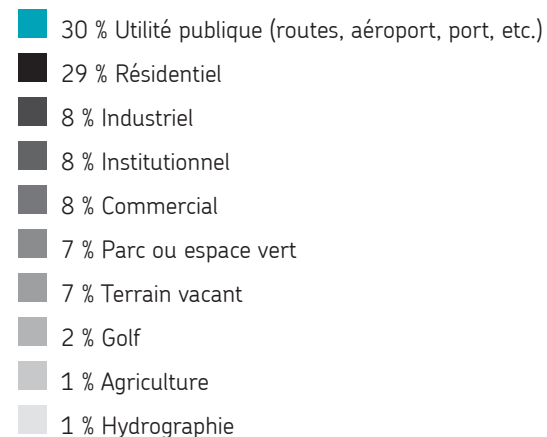 30 % Utilité publique (routes, aéroport, port, etc.)
29 % Résidentiel
8 % Industriel
8 % Institutionnel
8 % Commercial
7 % Parc ou espace vert
7 % Terrain vacant
2 % Golf
1 % Agriculture
1 % Hydrographie